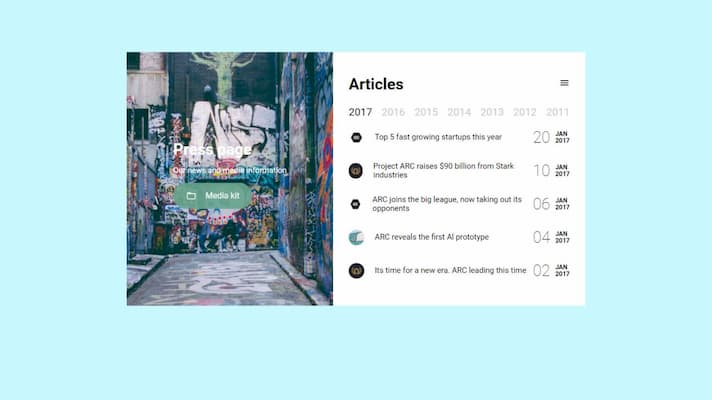 Press page
Our news and media information
Media kit
Articles
2017 2016 2015 2014 2013 2012 2011
Top 5 fast growing startups this year 20 JAN 2017
Project ARC raises $90 billion from Stark
industries 10 JAN 2017
ARC joins the big league, now taking out its
opponents 06 JAN 2017
ARC reveals the first AI prototype 04 JAN 2017
Its time for a new era. ARC leading this time 02 JAN 2017